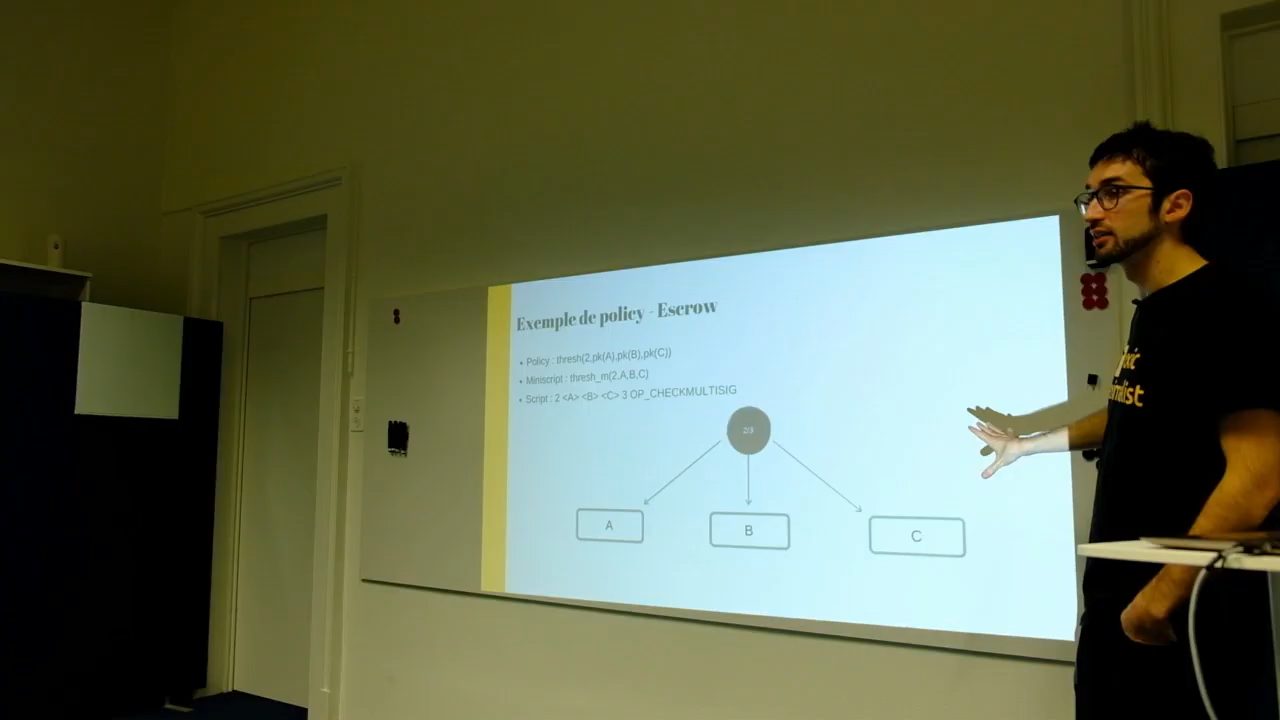 Exemple de policy - Escrow
• Policy : thresh(2,pk(A),pk(B),pk(C))
• Miniscript : thresh_m(2,A,B,C)
• Script : 2 <A> <B> <C> 3 OP_CHECKMULTISIG
2/3
A
B
C